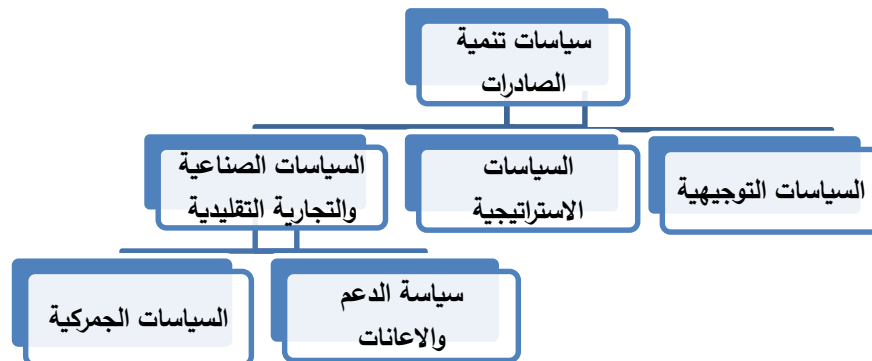 سياسات تنمية
الصادرات
السياسات التوجيهية
السياسات
الاستراتيجية
السياسات الصناعية
والتجارية التقليدية
سياسة الدعم
والاعانات
السياسات الجمركية